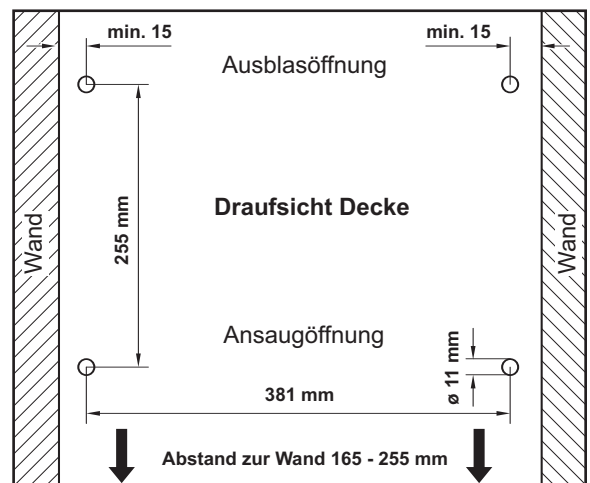 min. 15
min. 15
Ausblasöffnung
Draufsicht Decke
Wand
255 mm
Wand
Ansaugöffnung
ø 11 mm
381 mm
Abstand zur Wand 165 - 255 mm